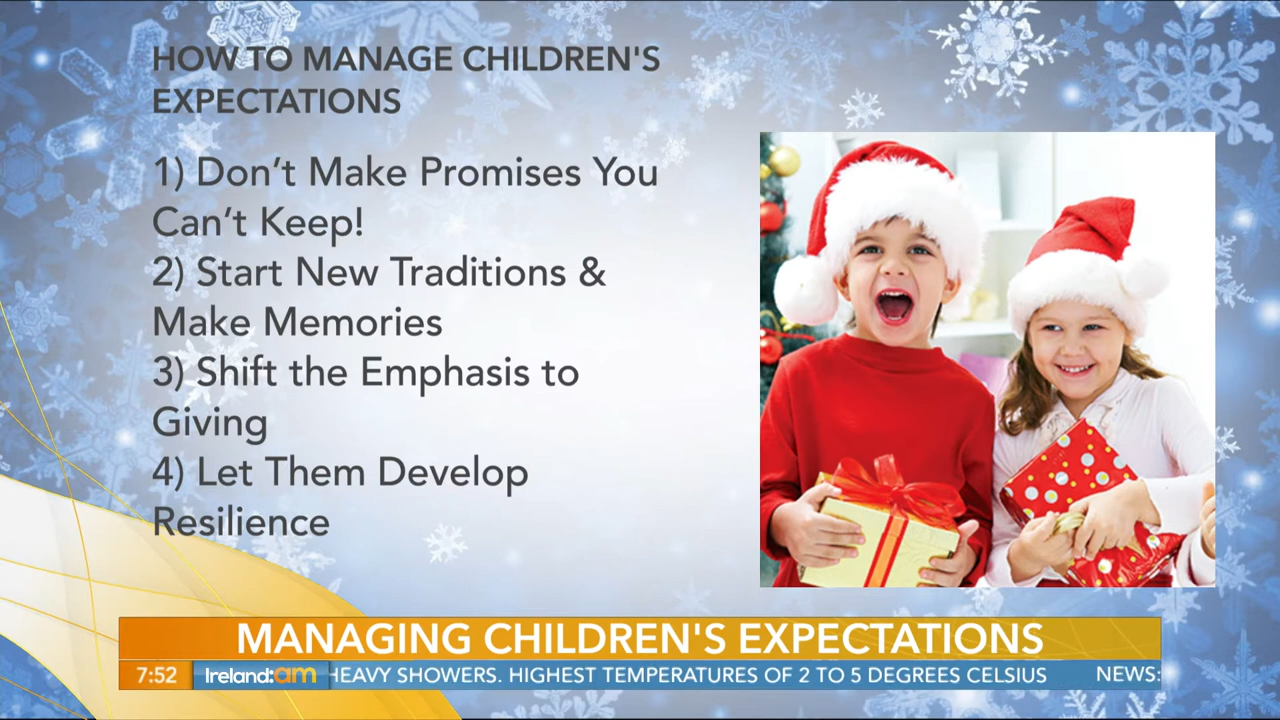 HOW TO MANAGE CHILDREN'S
EXPECTATIONS
1) Don’t Make Promises You
Can’t Keep!
2) Start New Traditions &
Make Memories
3) Shift the Emphasis to
Giving
4) Let Them Develop
Resilience
MANAGING CHILDREN'S EXPECTATIONS
7:52 Ireland:am HEAVY SHOWERS. HIGHEST TEMPERATURES OF 2 TO 5 DEGREES CELSIUS NEWS: